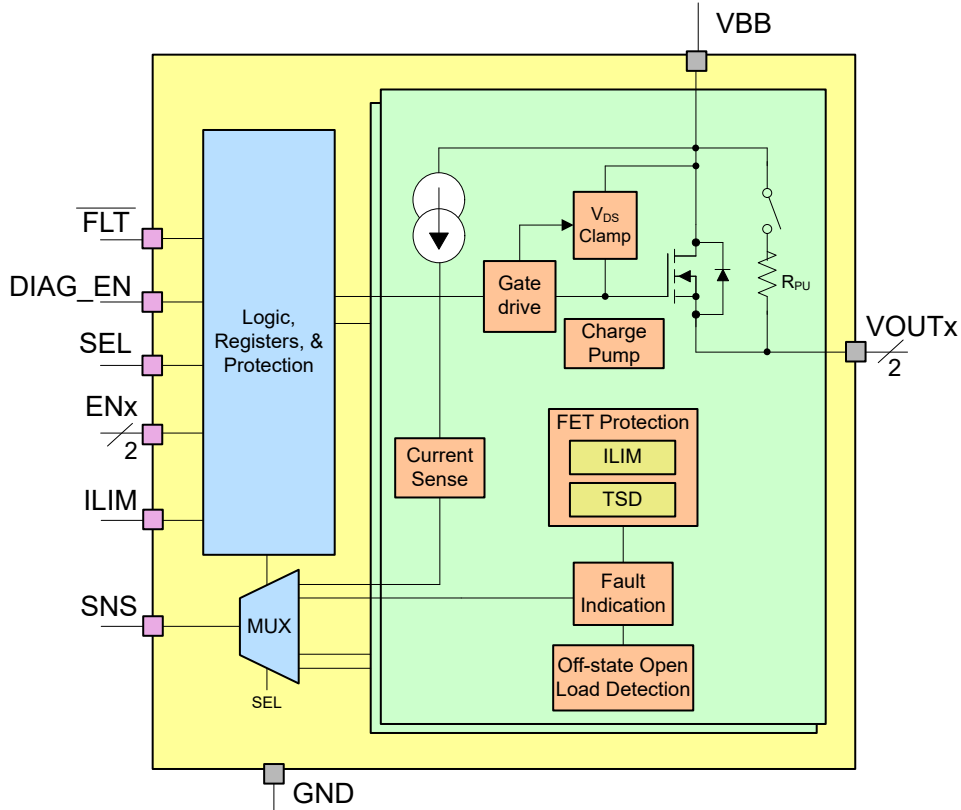 VBB
FLT
DIAG_EN
SEL
ENx
2
ILIM
SNS
Logic,
Registers, &
Protection
MUX
SEL
GND
VDS
Clamp
Gate
drive
Charge
Pump
RPU
VOUTx
2
Current
Sense
FET Protection
ILIM
TSD
Fault
Indication
Off-state Open
Load Detection